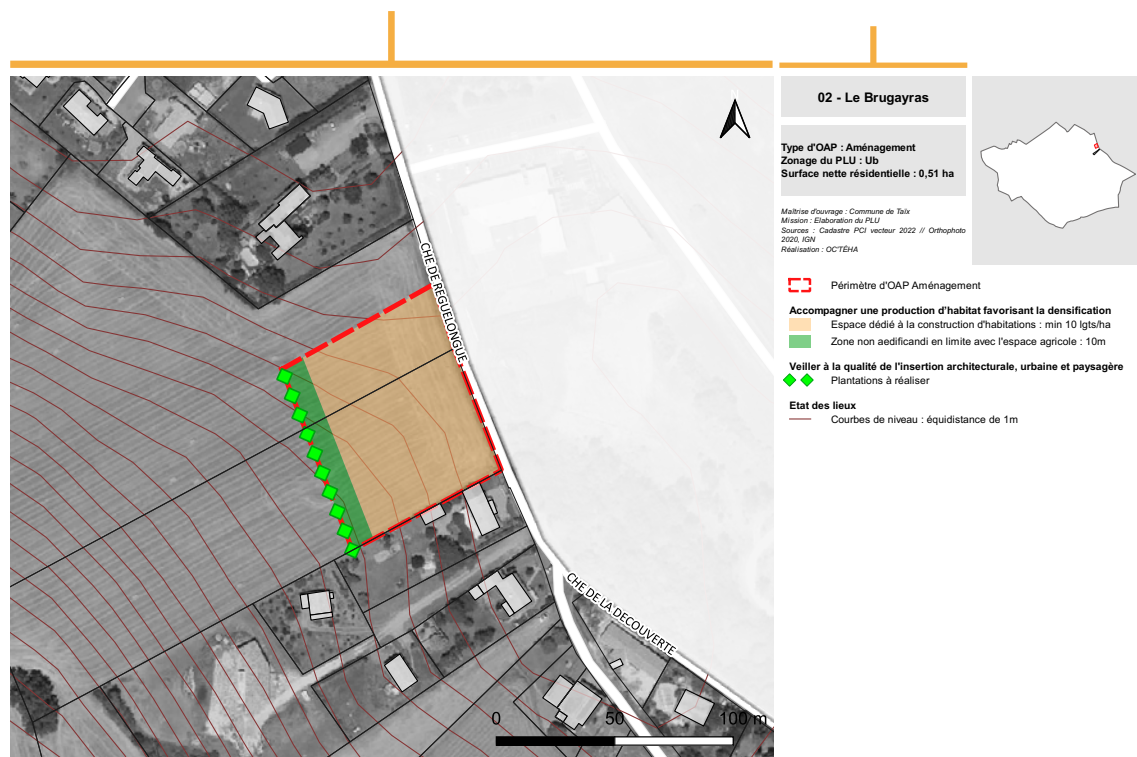 N
CHE DE REGUELONGUE
CHE DE LA DECOUVERTE
0 50 100 m
02 - Le Brugayras
Type d'OAP : Aménagement
Zonage du PLU : Ub
Surface nette résidentielle : 0,51 ha
Maîtrise d'ouvrage : Commune de Taïx
Mission : Elaboration du PLU
Sources : Cadastre PCI vecteur 2022 // Orthophoto
2020, IGN
Réalisation : OC'TÉHA
Périmètre d'OAP Aménagement
Accompagner une production d'habitat favorisant la densification
Espace dédié à la construction d'habitations : min 10 lgts/ha
Zone non aedificandi en limite avec l'espace agricole : 10m
Veiller à la qualité de l'insertion architecturale, urbaine et paysagère
Plantations à réaliser
Etat des lieux
Courbes de niveau : équidistance de 1m